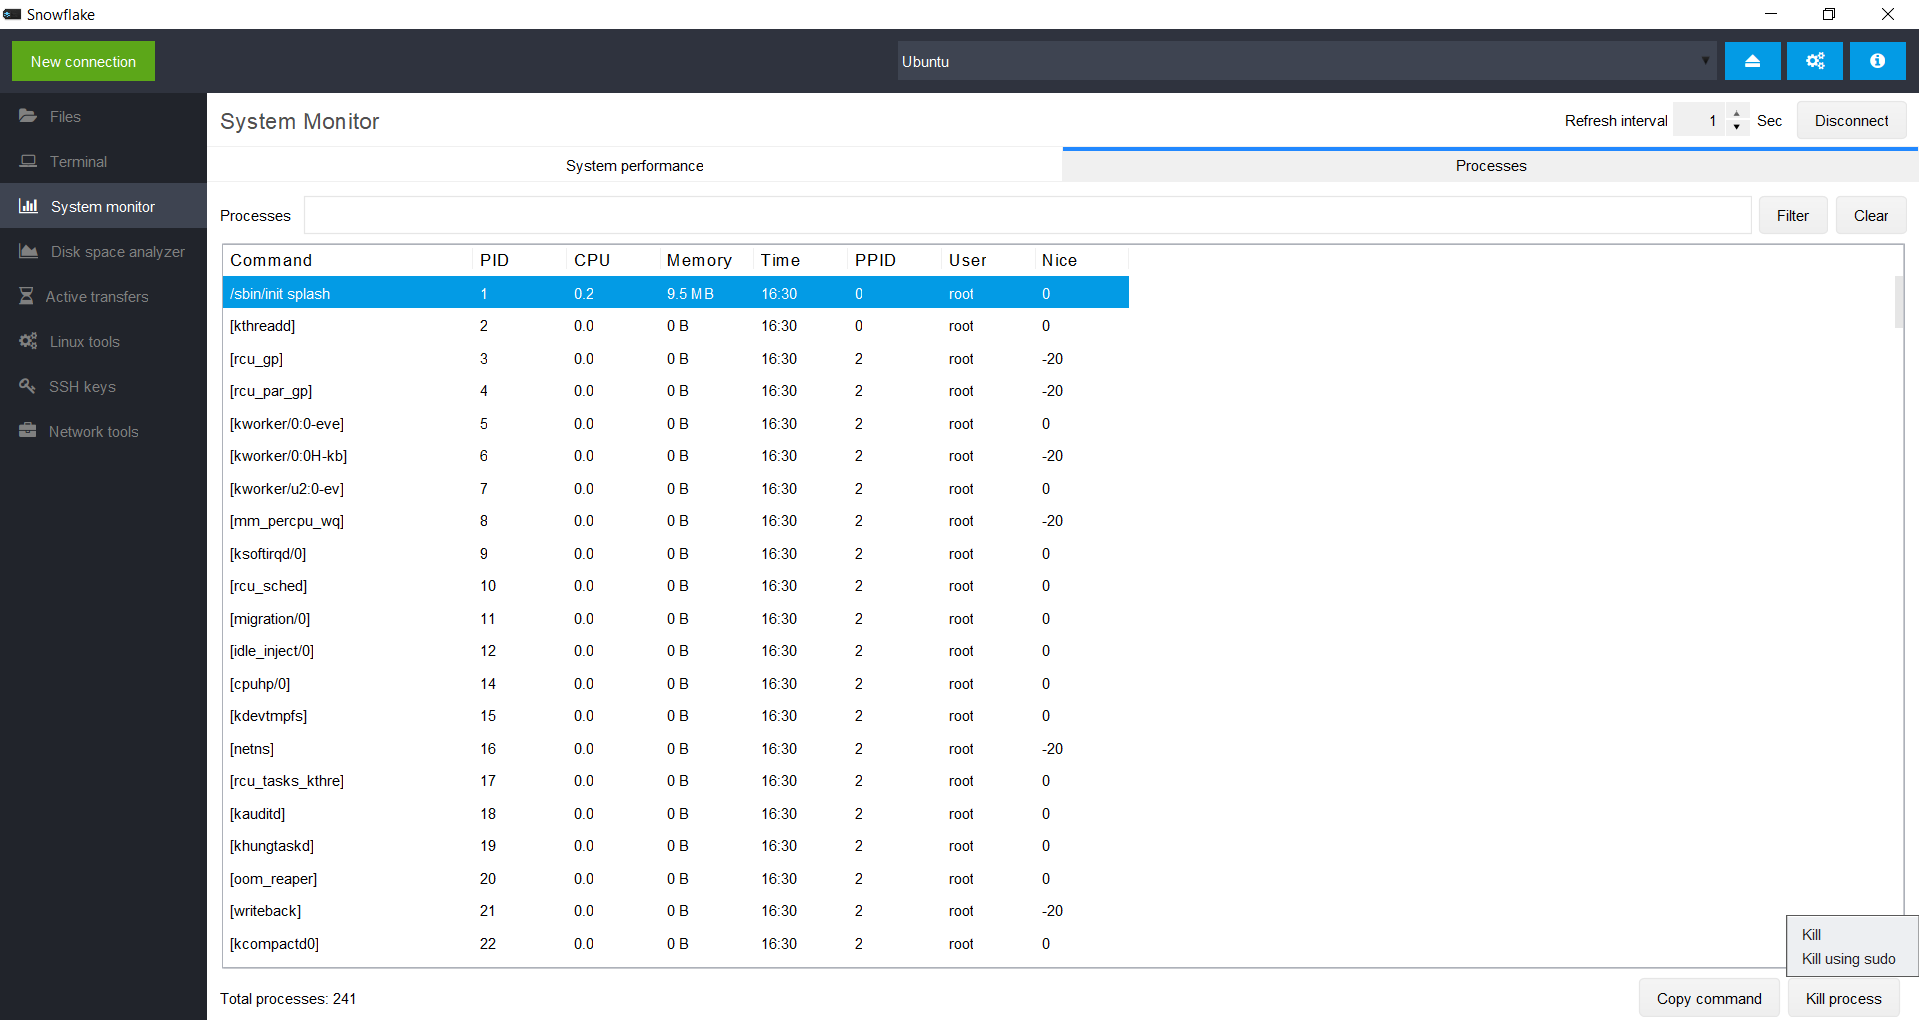 Snowflake
New connection
Ubuntu
Files
Terminal
System monitor
Disk space analyzer
Active transfers
Linux tools
SSH keys
Network tools
System Monitor
Refresh interval 1 Sec Disconnect
System performance Processes
Processes Filter Clear
Command PID CPU Memory Time PPID User Nice
/sbin/init splash 1 0.2 9.5 MB 16:30 0 root 0
[kthreadd] 2 0.0 0 B 16:30 0 root 0
[rcu_gp] 3 0.0 0 B 16:30 2 root -20
[rcu_par_gp] 4 0.0 0 B 16:30 2 root -20
[kworker/0:0-eve] 5 0.0 0 B 16:30 2 root 0
[kworker/0:0H-kb] 6 0.0 0 B 16:30 2 root -20
[kworker/u2:0-ev] 7 0.0 0 B 16:30 2 root 0
[mm_percpu_wq] 8 0.0 0 B 16:30 2 root -20
[ksoftirqd/0] 9 0.0 0 B 16:30 2 root 0
[rcu_sched] 10 0.0 0 B 16:30 2 root 0
[migration/0] 11 0.0 0 B 16:30 2 root 0
[idle_inject/0] 12 0.0 0 B 16:30 2 root 0
[cpuhp/0] 14 0.0 0 B 16:30 2 root 0
[kdevtmpfs] 15 0.0 0 B 16:30 2 root 0
[netns] 16 0.0 0 B 16:30 2 root -20
[rcu_tasks_kthre] 17 0.0 0 B 16:30 2 root 0
[kauditd] 18 0.0 0 B 16:30 2 root 0
[khungtaskd] 19 0.0 0 B 16:30 2 root 0
[oom_reaper] 20 0.0 0 B 16:30 2 root 0
[writeback] 21 0.0 0 B 16:30 2 root -20
[kcompactd0] 22 0.0 0 B 16:30 2 root 0
Kill
Kill using sudo
Total processes: 241
Copy command
Kill process